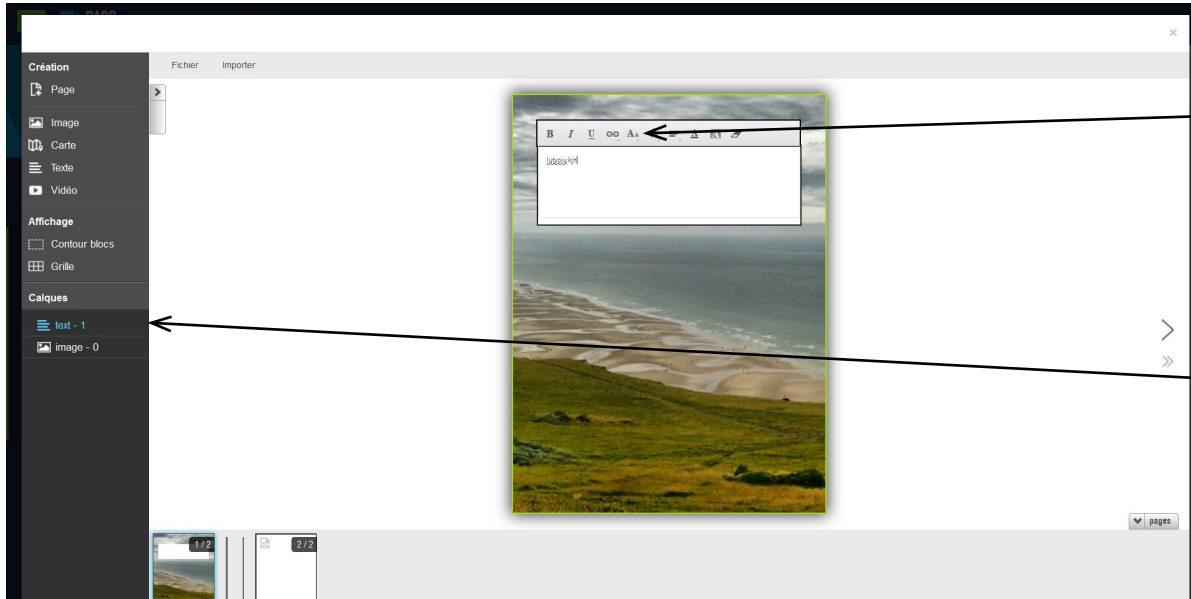 Création
Fichier
Importer
Page
Image
Carte
Texte
Vidéo
B I U AA A
Affichage
Contour blocs
Grille
Calques
text - 1
image - 0
pages
1/2
2/2